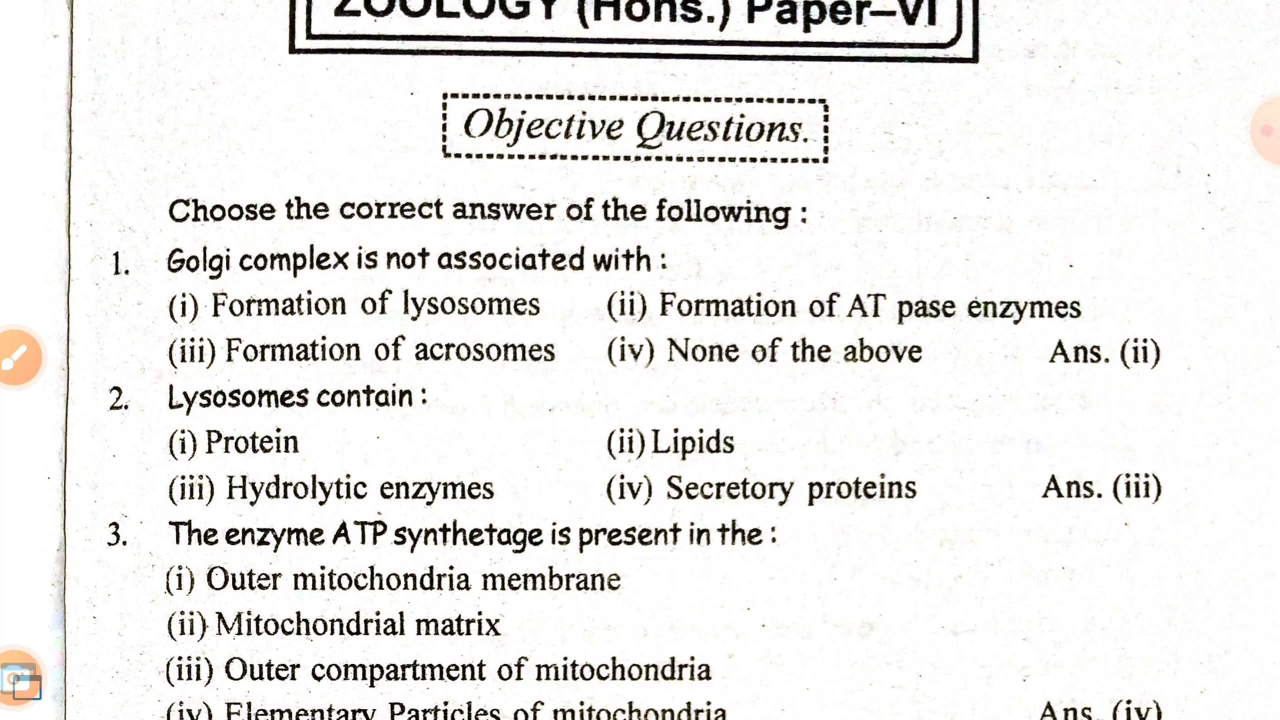 ZOOLOGY (Hons.) Paper–VI
Objective Questions.
Choose the correct answer of the following :
1. Golgi complex is not associated with :
(i) Formation of lysosomes (ii) Formation of AT pase enzymes
(iii) Formation of acrosomes (iv) None of the above Ans. (ii)
2. Lysosomes contain :
(i) Protein (ii) Lipids
(iii) Hydrolytic enzymes (iv) Secretory proteins Ans. (iii)
3. The enzyme ATP synthetage is present in the :
(i) Outer mitochondria membrane
(ii) Mitochondrial matrix
(iii) Outer compartment of mitochondria
(iv) Elementary Particles of mitochondria Ans. (iv)